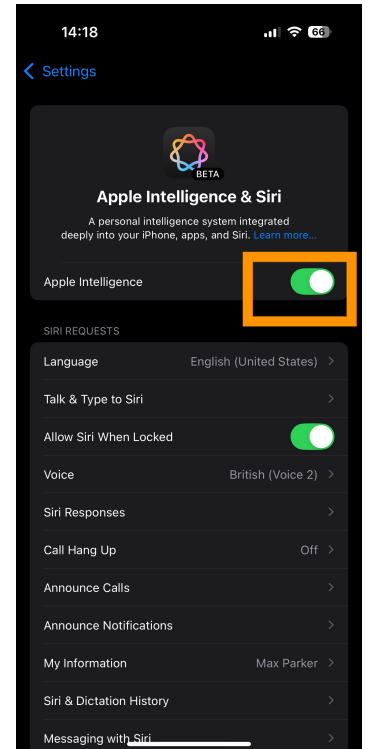 14:18
66
Settings
BETA
Apple Intelligence & Siri
A personal intelligence system integrated
deeply into your iPhone, apps, and Siri. Learn more...
Apple Intelligence
SIRI REQUESTS
Language English (United States)
Talk & Type to Siri
Allow Siri When Locked
Voice British (Voice 2)
Siri Responses
Call Hang Up Off
Announce Calls
Announce Notifications
My Information Max Parker
Siri & Dictation History
Messaging with Siri